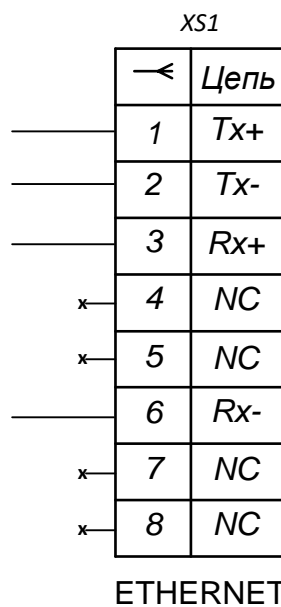 XS1
Цепь
1 Tx+
2 Tx-
3 Rx+
x 4 NC
x 5 NC
6 Rx-
x 7 NC
x 8 NC
ETHERNET